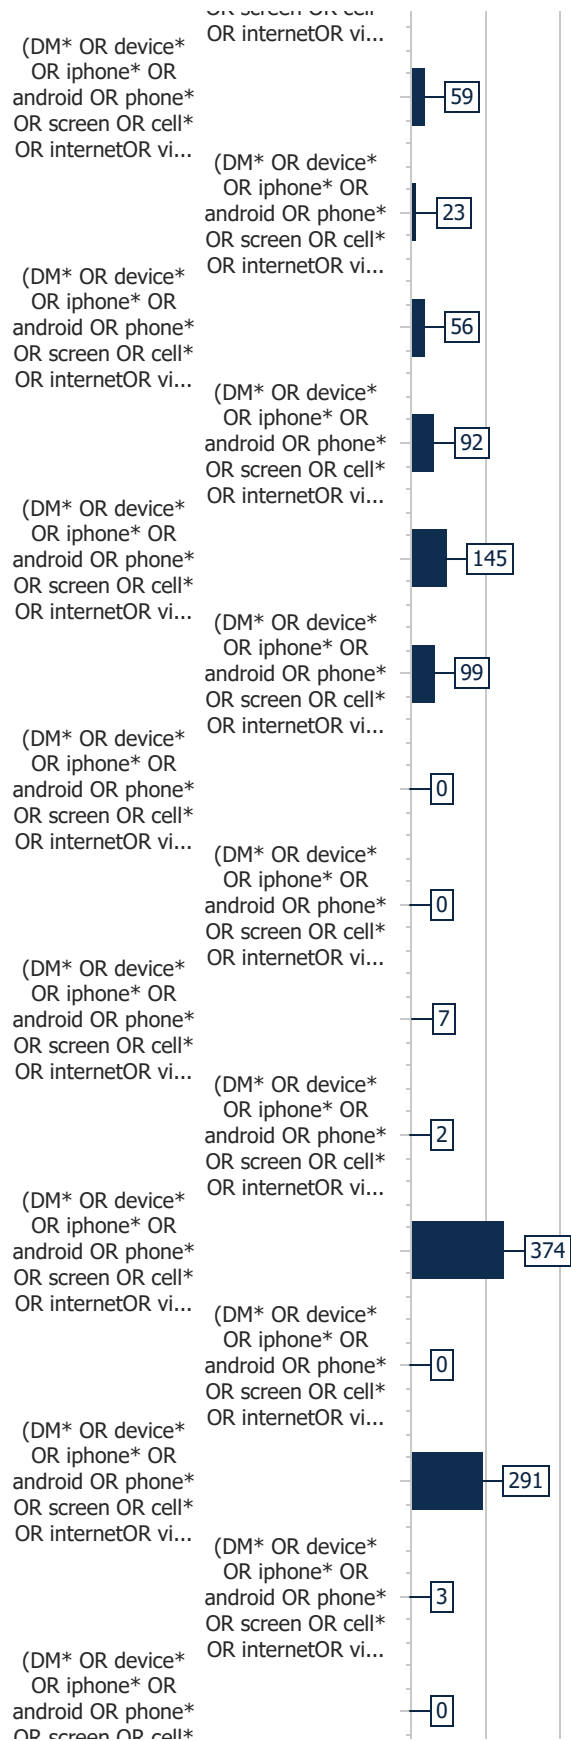 OR screen OR cell*
OR internetOR vi...
(DM* OR device*
OR iphone* OR
android OR phone*
OR screen OR cell*
OR internetOR vi...
59
(DM* OR device*
OR iphone* OR
android OR phone*
OR screen OR cell*
OR internetOR vi...
23
(DM* OR device*
OR iphone* OR
android OR phone*
OR screen OR cell*
OR internetOR vi...
56
(DM* OR device*
OR iphone* OR
android OR phone*
OR screen OR cell*
OR internetOR vi...
92
(DM* OR device*
OR iphone* OR
android OR phone*
OR screen OR cell*
OR internetOR vi...
145
(DM* OR device*
OR iphone* OR
android OR phone*
OR screen OR cell*
OR internetOR vi...
99
(DM* OR device*
OR iphone* OR
android OR phone*
OR screen OR cell*
OR internetOR vi...
0
(DM* OR device*
OR iphone* OR
android OR phone*
OR screen OR cell*
OR internetOR vi...
0
(DM* OR device*
OR iphone* OR
android OR phone*
OR screen OR cell*
OR internetOR vi...
7
(DM* OR device*
OR iphone* OR
android OR phone*
OR screen OR cell*
OR internetOR vi...
2
(DM* OR device*
OR iphone* OR
android OR phone*
OR screen OR cell*
OR internetOR vi...
374
(DM* OR device*
OR iphone* OR
android OR phone*
OR screen OR cell*
OR internetOR vi...
0
(DM* OR device*
OR iphone* OR
android OR phone*
OR screen OR cell*
OR internetOR vi...
291
(DM* OR device*
OR iphone* OR
android OR phone*
OR screen OR cell*
OR internetOR vi...
3
(DM* OR device*
OR iphone* OR
android OR phone*
OR screen OR cell*
0